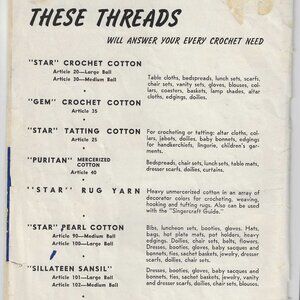 THESE THREADS
WILL ANSWER YOUR EVERY CROCHET NEED
"STAR" CROCHET COTTON
Article 20—Large Ball
Article 30—Medium Ball
Table cloths, bedspreads, lunch sets, scarfs,
chair sets, vanity sets, gloves, blouses, col-
lars, coasters, baskets, lamp shades, altar
cloths, edgings, doilies.
"GEM" CROCHET COTTON
Article 35
"STAR" TATTING COTTON
Article 25
For crocheting or tatting: altar cloths, col-
lars, jabots, doilies, baby bonnets, edgings
for handkerchiefs, lingerie, children's gar-
ments.
"PURITAN" MERCERIZED COTTON
Article 40
Bedspreads, chair sets, lunch sets, table mats,
dresser scarfs, doilies, curtains.
"STAR" RUG YARN
Heavy unmercerized cotton in an array of
decorator colors for crocheting, weaving,
hooking and tufting rugs. Also can be used
with the "Singercraft Guide."
"STAR" PEARL COTTON
Article 90—Medium Ball
Article 100—Large Ball
Bibs, luncheon sets, booties, gloves, Hats,
bags, hot plate mats, pot holders, heavy
edgings, Doilies, chair sets, belts, flowers.
Dresses, booties, gloves, baby sacques and
bonnets, ties, sachet baskets, jewelry, dresser
scarfs, doilies, chair sets, blouses.
"SILLATEEN SANSIL"
Article 101—Large Ball
Article 102—Medium Ball
Dresses, booties, gloves, baby sacques and
bonnets, ties, sachet baskets, jewelry, vanity
and dresser scarfs, doilies, chair sets, blouses.